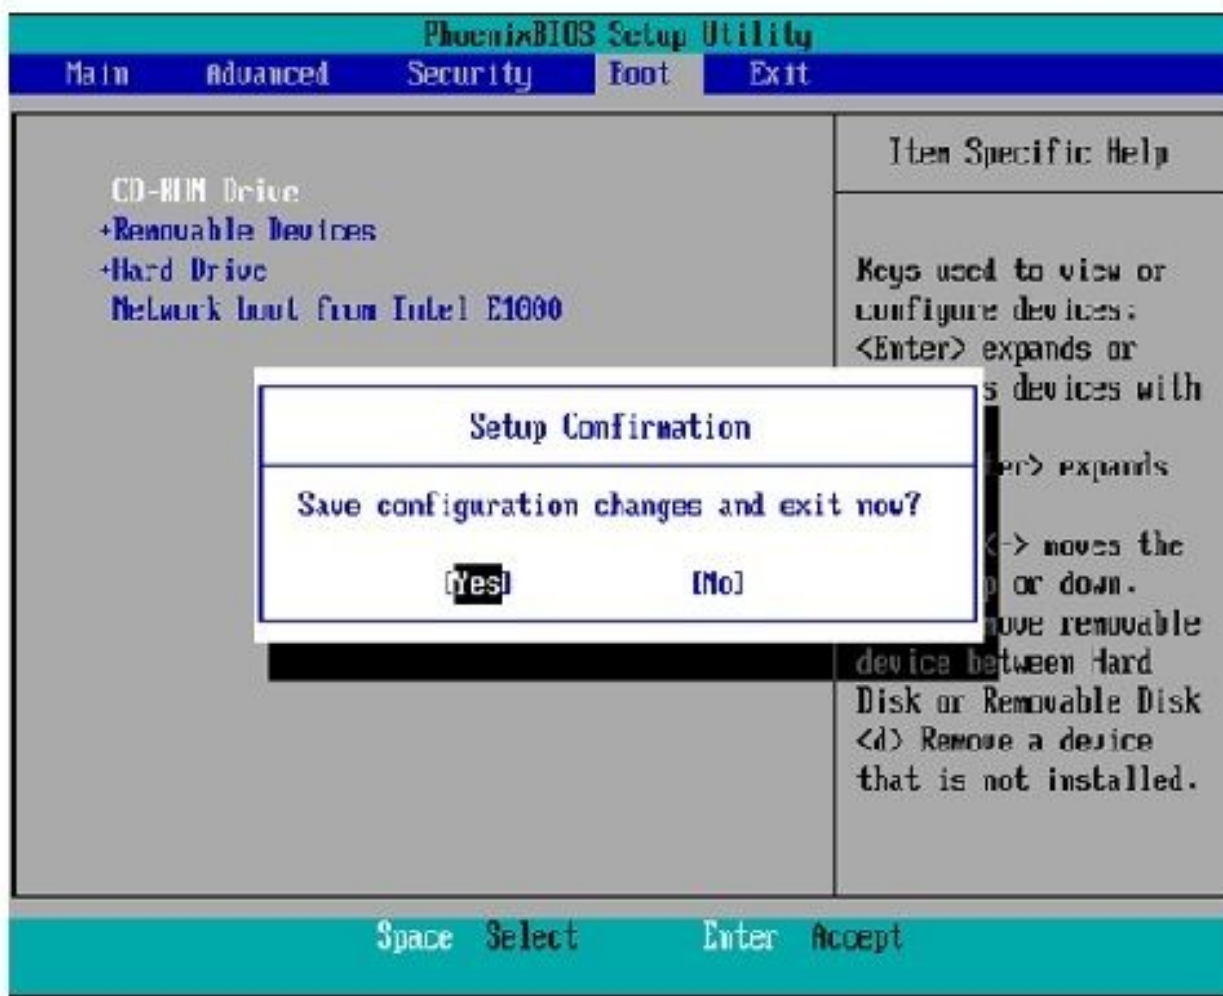 PhoenixBIOS Setup Utility
Main Advanced Security Boot Exit
CD-ROM Drive
+Removable Devices
+Hard Drive
Network boot from Intel E1000
Item Specific Help
Keys used to view or
configure devices:
<Enter> expands or
s devices with
er> expands
-> moves the
or down.
ove removable
device between Hard
Disk or Removable Disk
<d> Remove a device
that is not installed.
Setup Confirmation
Save configuration changes and exit now?
[Yes] [No]
Space Select Enter Accept